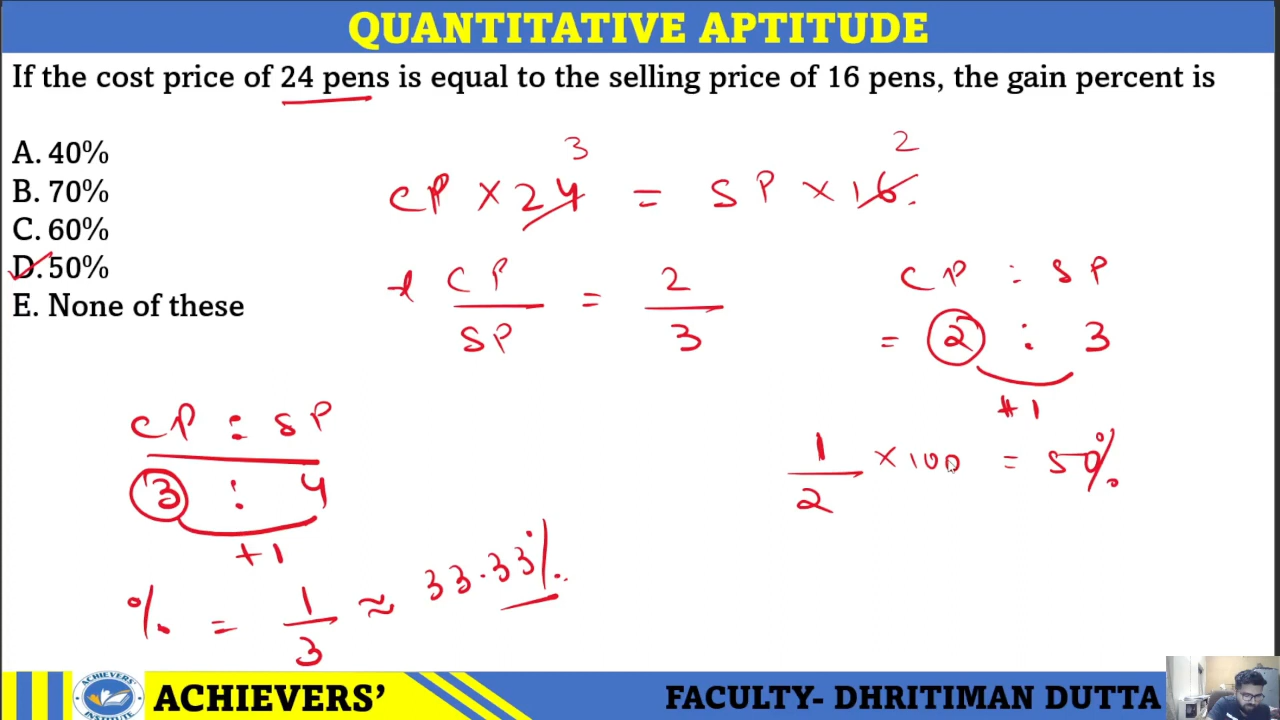 QUANTITATIVE APTITUDE
If the cost price of 24 pens is equal to the selling price of 16 pens, the gain percent is
A. 40%
B. 70%
C. 60%
D. 50%
E. None of these
3 2
CP × 24 = SP × 16
CP / SP = 2 / 3
CP : SP
= 2 : 3
+1
1 / 2 × 100 = 50%
CP : SP
3 : 4
+1
% = 1 / 3 ≈ 33.33%.
ACHIEVERS'
INSTITUTE
ACHIEVERS’
FACULTY- DHRITIMAN DUTTA